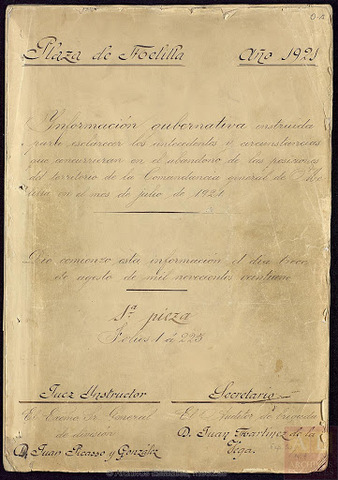 Plaza de Melilla Año 1921
Información gubernativa instruida
para esclarecer los antecedentes y circunstancias
que concurrieron en el abandono de las posiciones
del territorio de la Comandancia general de Me-
lilla en el mes de julio de 1921.
Dió comienzo esta información el día trece
de agosto de mil novecientos veintiuno
1ª pieza
Folios 1 á 225
Juez Instructor
El Excmo. Sr. General
de división
D. Juan Picasso y González
Secretario
El Auditor de brigada
D. Juan Martínez de la
Vega.